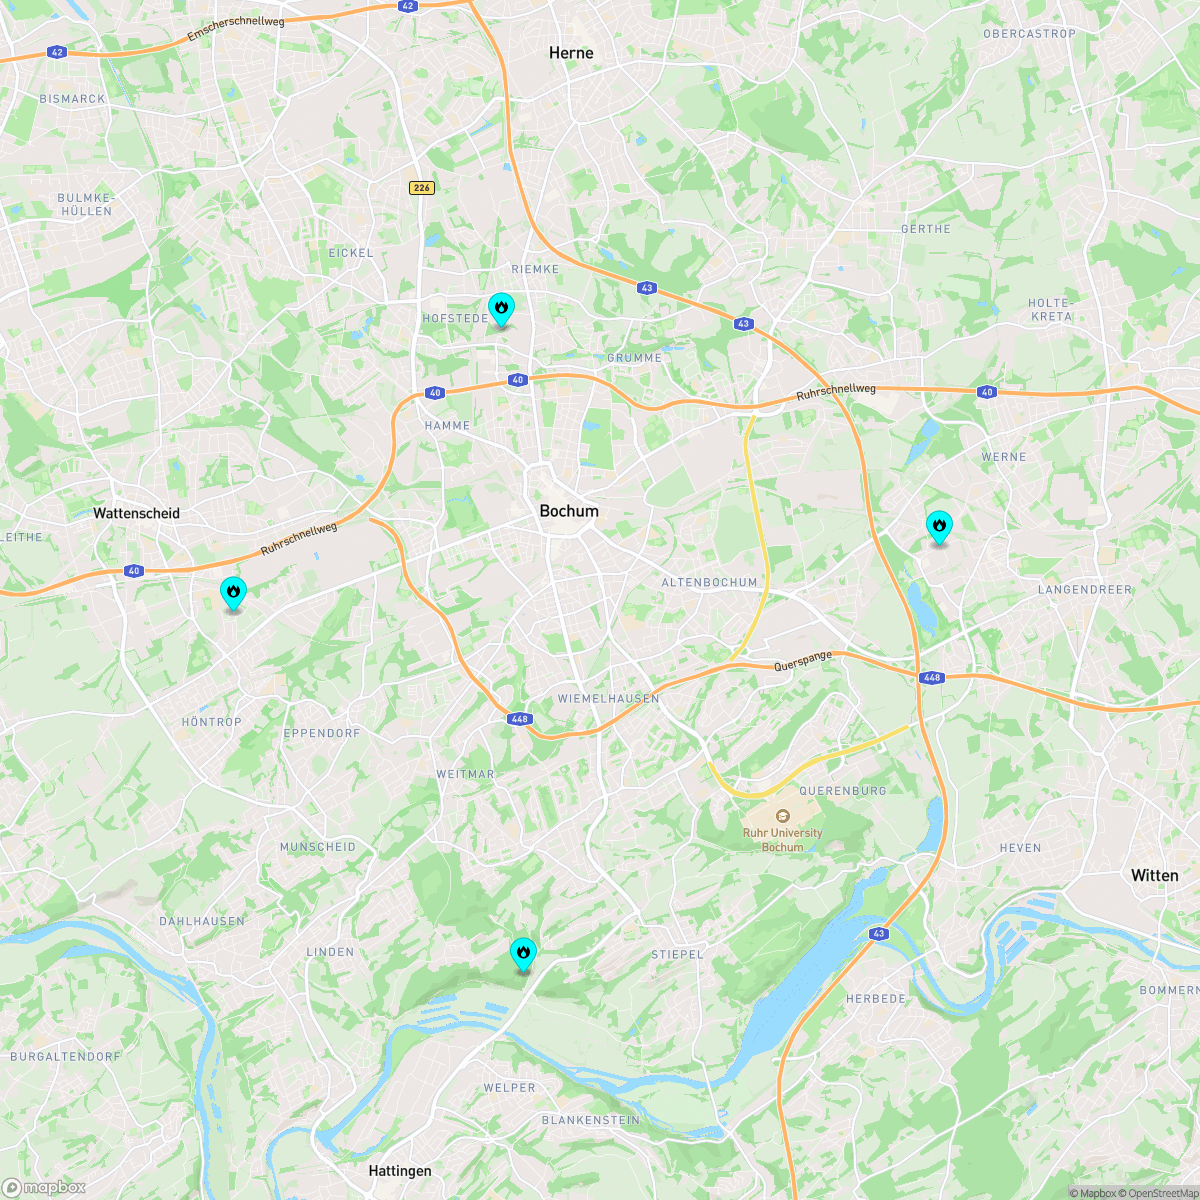 42
Emscherschnellweg
OBERCASTROP
42
Herne
BISMARCK
226
BULMKE-
HÜLLEN
GERTHE
EICKEL
RIEMKE
43
HOLTE-
KRETA
HOFSTEDE
43
GRUMME
40
40
Ruhrschnellweg
40
HAMME
WERNE
Wattenscheid
Bochum
LEITHE
Ruhrschnellweg
40
ALTENBOCHUM
LANGENDREER
Querspange
448
WIEMELHAUSEN
HÖNTROP
448
EPPENDORF
WEITMAR
QUERENBURG
Ruhr University
Bochum
MUNSCHEID
HEVEN
Witten
DAHLHAUSEN
43
LINDEN
STIEPEL
BOMMERN
HERBEDE
BURGALTENDORF
WELPER
BLANKENSTEIN
Hattingen
mapbox
© Mapbox © OpenStreetMap